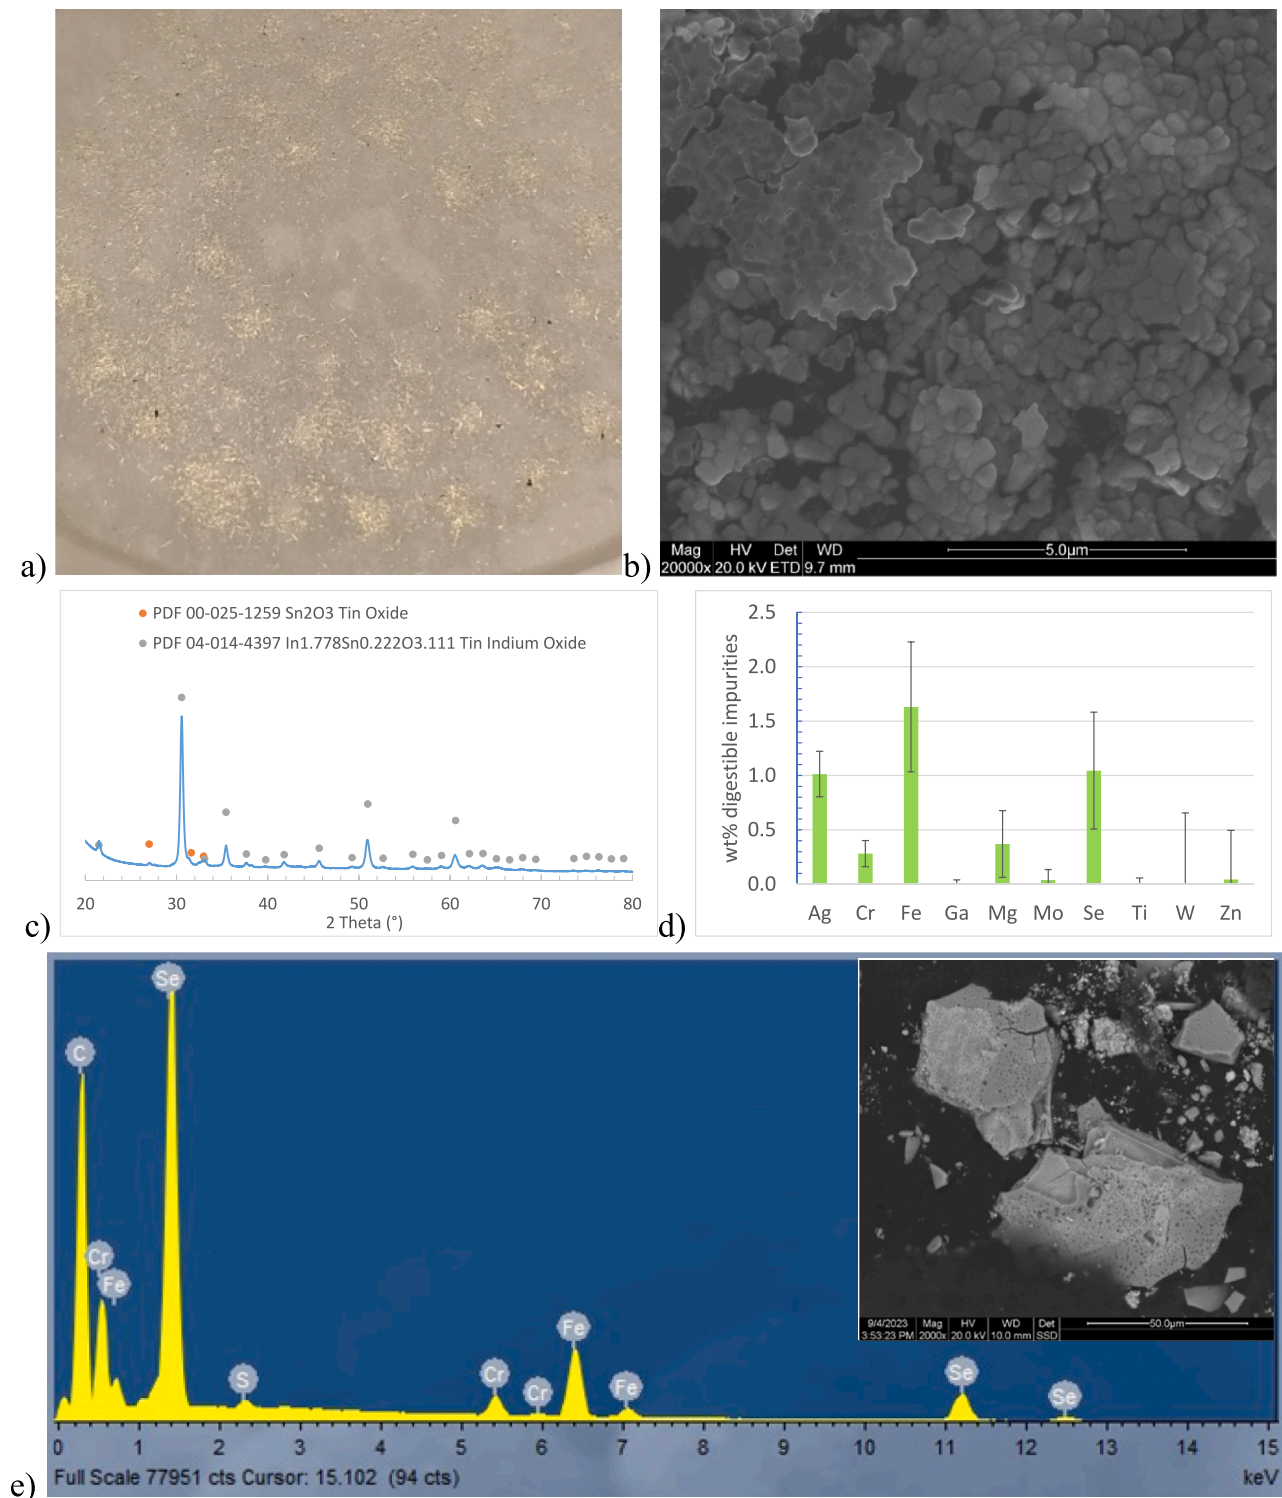 a)
Mag HV Det WD 5.0µm
20000x 20.0 kV ETD 9.7 mm
b)
PDF 00-025-1259 Sn2O3 Tin Oxide
PDF 04-014-4397 In1.778Sn0.222O3.111 Tin Indium Oxide
20 30 40 50 60 70 80
2 Theta (°)
c)
wt% digestible impurities
2.5
2.0
1.5
1.0
0.5
0.0
Ag Cr Fe Ga Mg Mo Se Ti W Zn
d)
Se
C
Cr
Fe
S
Cr
Cr
Fe
Fe
Se
Se
9/4/2023 Mag HV WD Det 50.0µm
3:53:23 PM 2000x 20.0 kV 10.0 mm SSD
0 1 2 3 4 5 6 7 8 9 10 11 12 13 14 15
Full Scale 77951 cts Cursor: 15.102 (94 cts) keV
e)